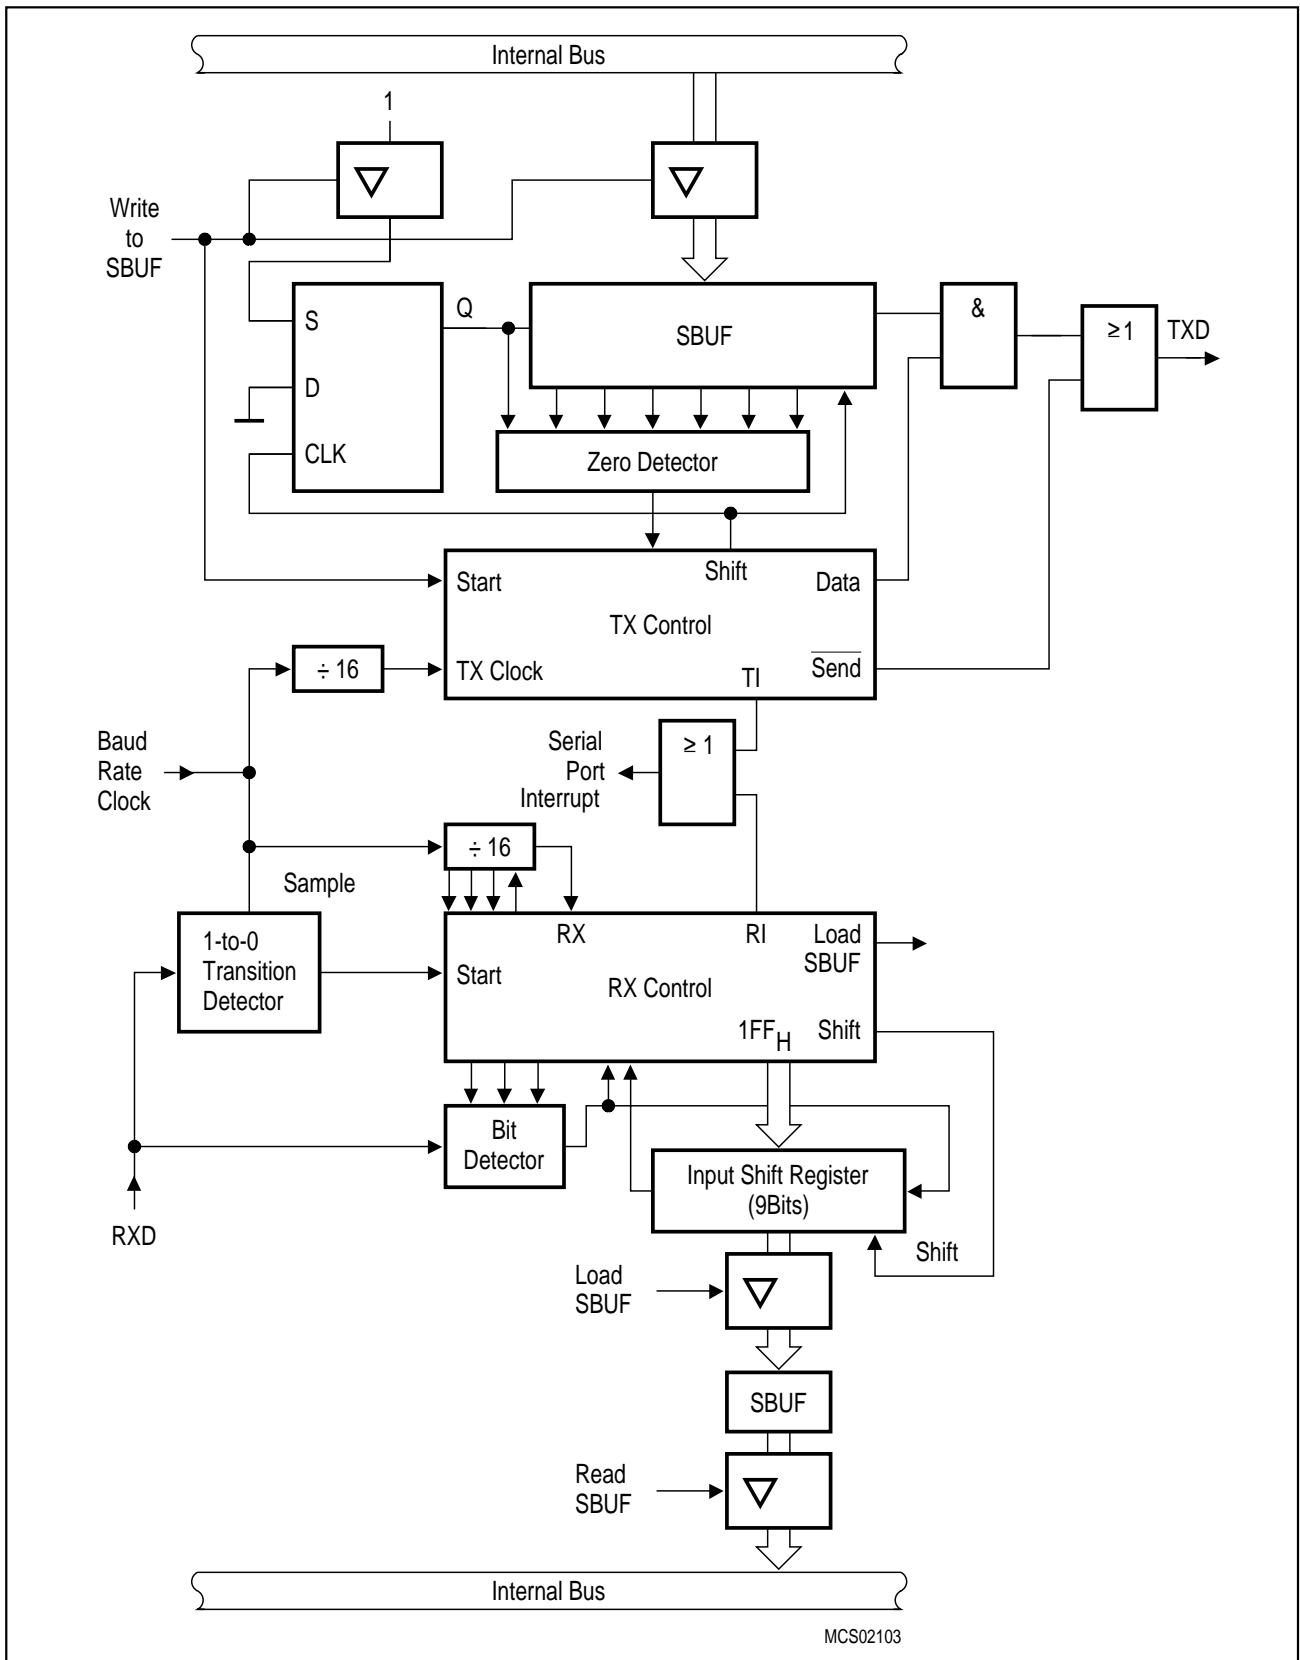 Internal Bus
1
Write
to
SBUF
S
D
CLK
Q
SBUF
&
≥ 1
TXD
Zero Detector
Start
Shift
Data
TX Control
TX Clock
TI
Send
÷ 16
Baud
Rate
Clock
Serial
Port
Interrupt
≥ 1
÷ 16
Sample
1-to-0
Transition
Detector
RX
RI
Load
SBUF
Start
RX Control
1FFH
Shift
Bit
Detector
Input Shift Register
(9Bits)
RXD
Shift
Load
SBUF
SBUF
Read
SBUF
Internal Bus
MCS02103